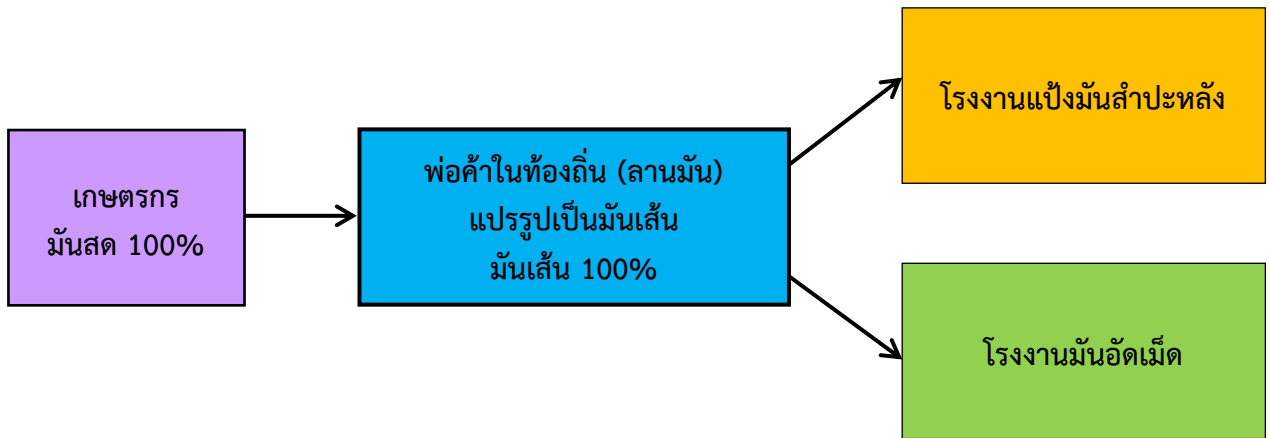 เกษตรกร
มันสด 100%
พ่อค้าในท้องถิ่น (ลานมัน)
แปรรูปเป็นมันเส้น
มันเส้น 100%
โรงงานแป้งมันสำปะหลัง
โรงงานมันอัดเม็ด